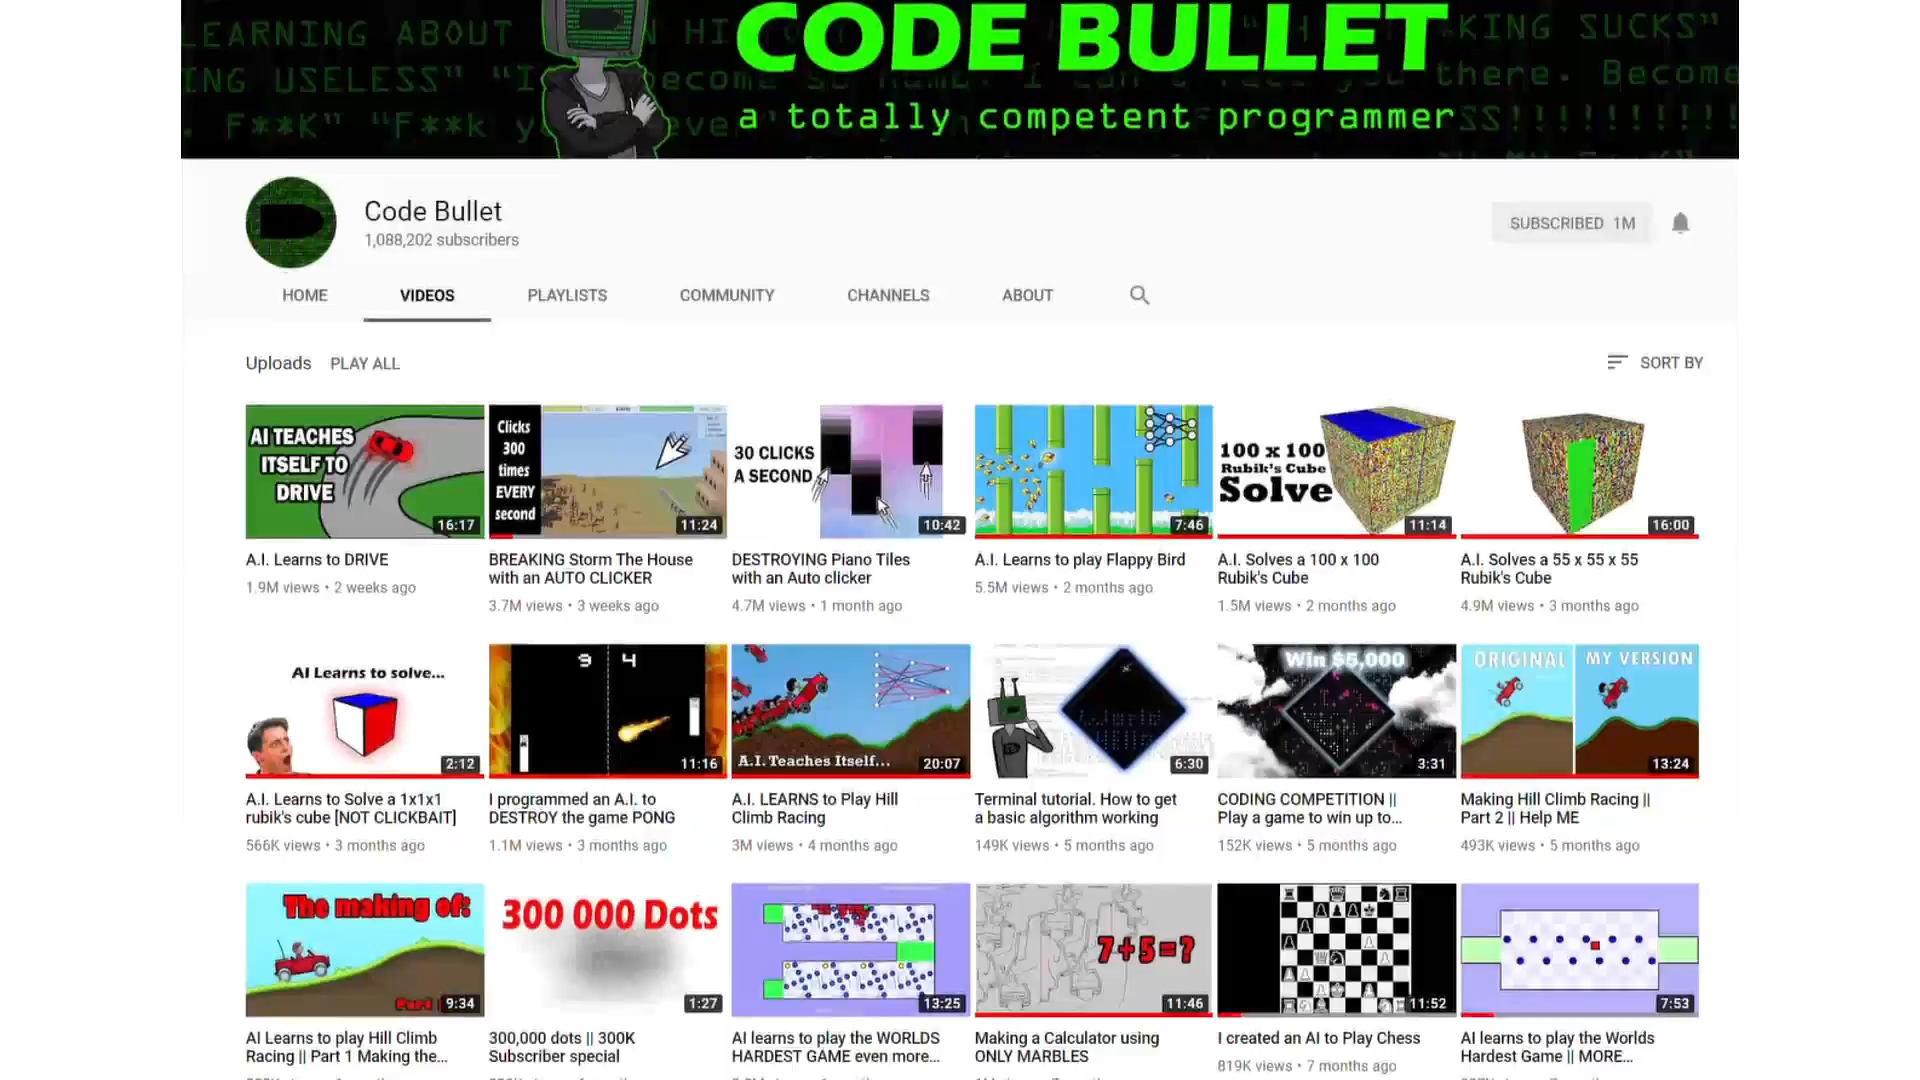 LEARNING ABOUT
CODE BULLET
KING SUCKS"
ING USELESS"
there. Become
. F**K" "F**k
a totally competent programmer
SS!!!!!!!!!!
Code Bullet
1,088,202 subscribers
SUBSCRIBED 1M
HOME VIDEOS PLAYLISTS COMMUNITY CHANNELS ABOUT
Uploads PLAY ALL
SORT BY
AI TEACHES
ITSELF TO
DRIVE
16:17
Clicks
300
times
EVERY
second
11:24
30 CLICKS
A SECOND
10:42
7:46
100 x 100
Rubik's Cube
Solve
11:14
16:00
A.I. Learns to DRIVE
1.9M views • 2 weeks ago
BREAKING Storm The House
with an AUTO CLICKER
3.7M views • 3 weeks ago
DESTROYING Piano Tiles
with an Auto clicker
4.7M views • 1 month ago
A.I. Learns to play Flappy Bird
5.5M views • 2 months ago
A.I. Solves a 100 x 100
Rubik's Cube
1.5M views • 2 months ago
A.I. Solves a 55 x 55 x 55
Rubik's Cube
4.9M views • 3 months ago
AI Learns to solve...
2:12
9 4
11:16
A.I. Teaches Itself...
20:07
6:30
Win $5,000
3:31
ORIGINAL MY VERSION
13:24
A.I. Learns to Solve a 1x1x1
rubik's cube [NOT CLICKBAIT]
566K views • 3 months ago
I programmed an A.I. to
DESTROY the game PONG
1.1M views • 3 months ago
A.I. LEARNS to Play Hill
Climb Racing
3M views • 4 months ago
Terminal tutorial. How to get
a basic algorithm working
149K views • 5 months ago
CODING COMPETITION ||
Play a game to win up to...
152K views • 5 months ago
Making Hill Climb Racing ||
Part 2 || Help ME
493K views • 5 months ago
The making of:
Part
9:34
300 000 Dots
1:27
13:25
7+5=?
11:46
11:52
7:53
AI Learns to play Hill Climb
Racing || Part 1 Making the...
300,000 dots || 300K
Subscriber special
AI learns to play the WORLDS
HARDEST GAME even more...
Making a Calculator using
ONLY MARBLES
I created an AI to Play Chess
819K views • 7 months ago
AI learns to play the Worlds
Hardest Game || MORE...